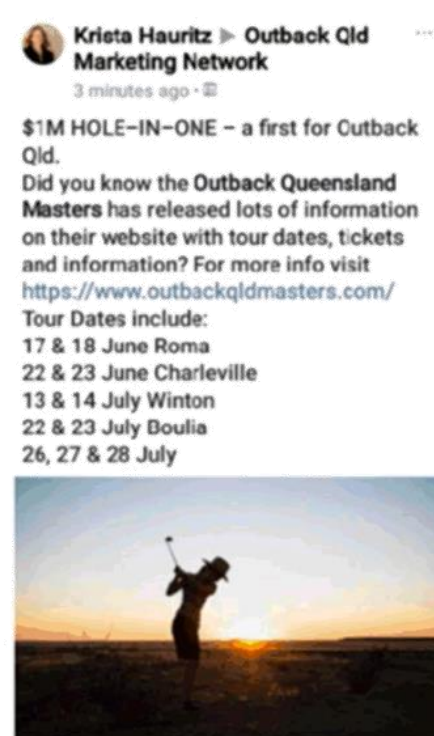 Krista Hauritz ▶ Outback Qld
Marketing Network
3 minutes ago ·
$1M HOLE-IN-ONE – a first for Outback
Qld.
Did you know the Outback Queensland
Masters has released lots of information
on their website with tour dates, tickets
and information? For more info visit
https://www.outbackqldmasters.com/
Tour Dates include:
17 & 18 June Roma
22 & 23 June Charleville
13 & 14 July Winton
22 & 23 July Boulia
26, 27 & 28 July